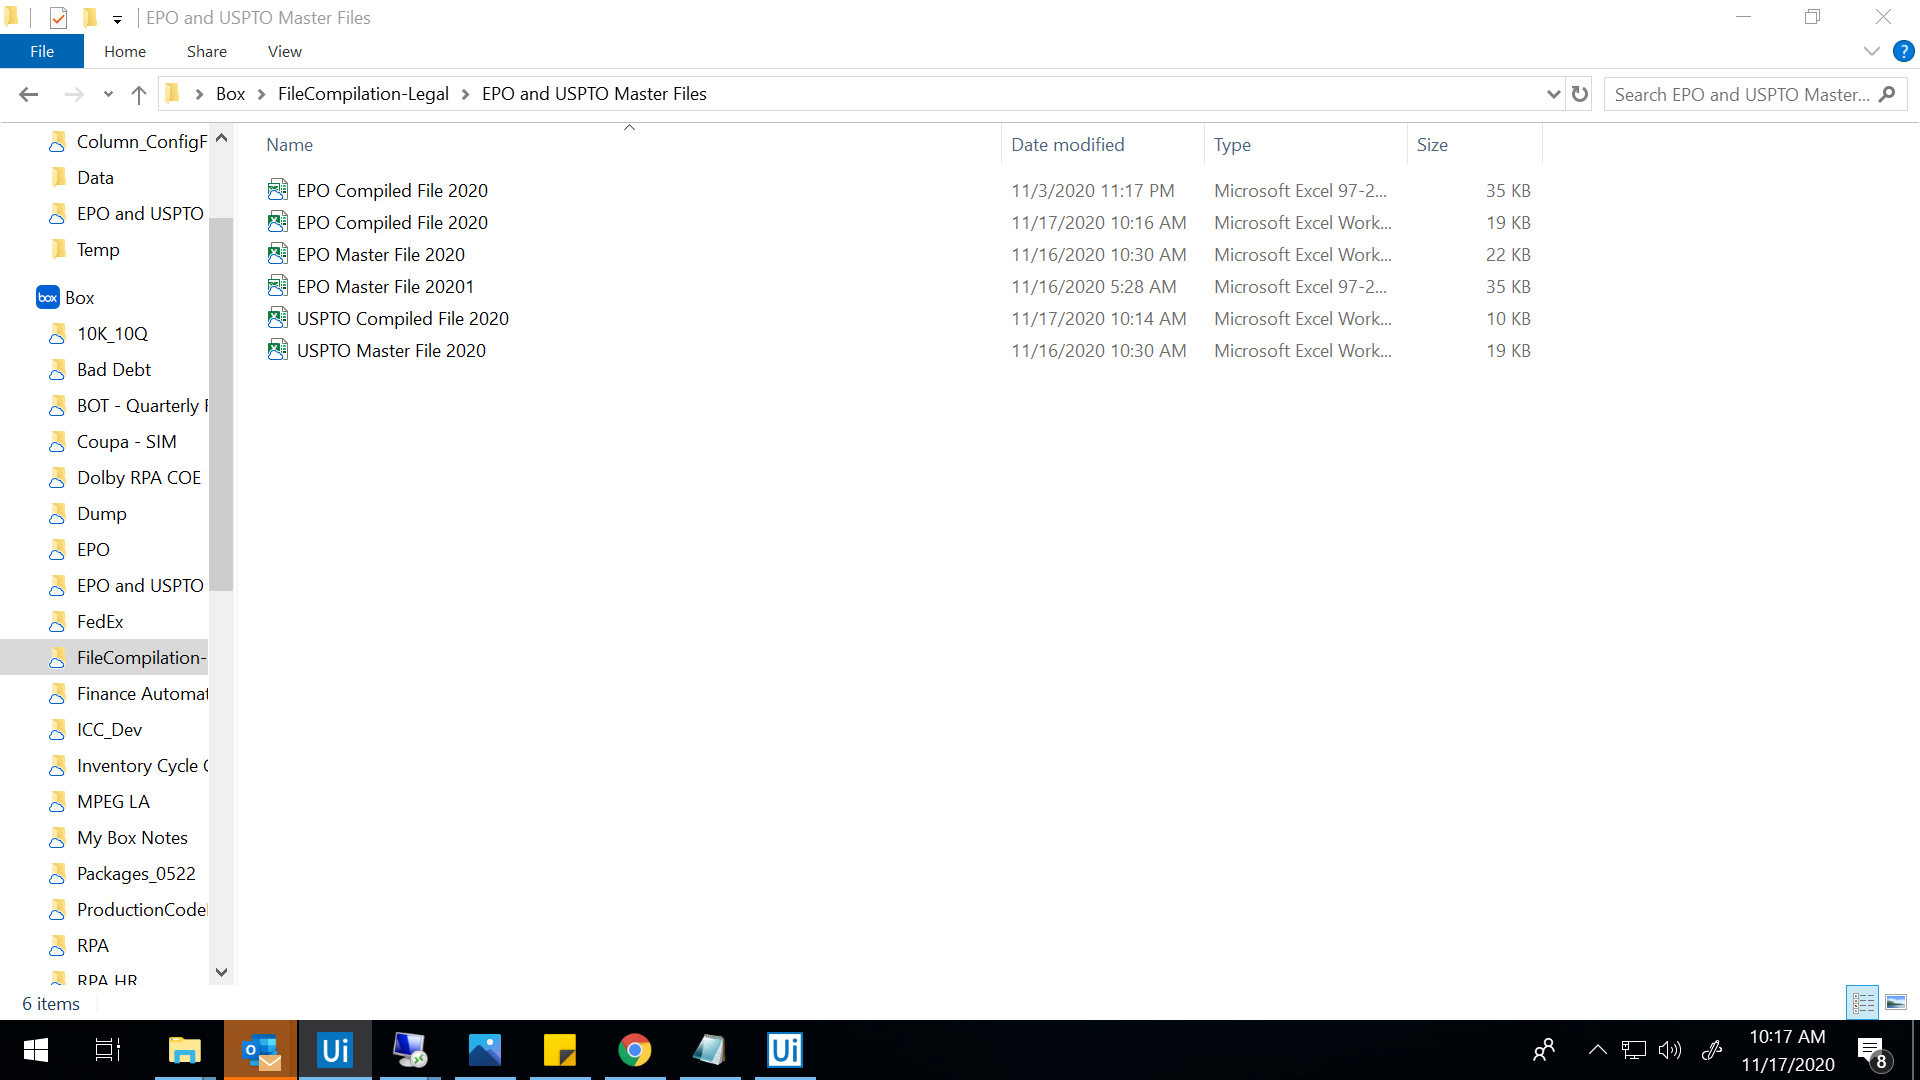 EPO and USPTO Master Files
File Home Share View ?
Box FileCompilation-Legal EPO and USPTO Master Files
Search EPO and USPTO Master...
Column_ConfigF
Data
EPO and USPTO
Temp
box Box
10K_10Q
Bad Debt
BOT - Quarterly F
Coupa - SIM
Dolby RPA COE
Dump
EPO
EPO and USPTO
FedEx
FileCompilation-
Finance Automat
ICC_Dev
Inventory Cycle C
MPEG LA
My Box Notes
Packages_0522
ProductionCode
RPA
RPA HR
Name Date modified Type Size
EPO Compiled File 2020 11/3/2020 11:17 PM Microsoft Excel 97-2... 35 KB
EPO Compiled File 2020 11/17/2020 10:16 AM Microsoft Excel Work... 19 KB
EPO Master File 2020 11/16/2020 10:30 AM Microsoft Excel Work... 22 KB
EPO Master File 20201 11/16/2020 5:28 AM Microsoft Excel 97-2... 35 KB
USPTO Compiled File 2020 11/17/2020 10:14 AM Microsoft Excel Work... 10 KB
USPTO Master File 2020 11/16/2020 10:30 AM Microsoft Excel Work... 19 KB
6 items
Ui
Ui
10:17 AM
11/17/2020
8